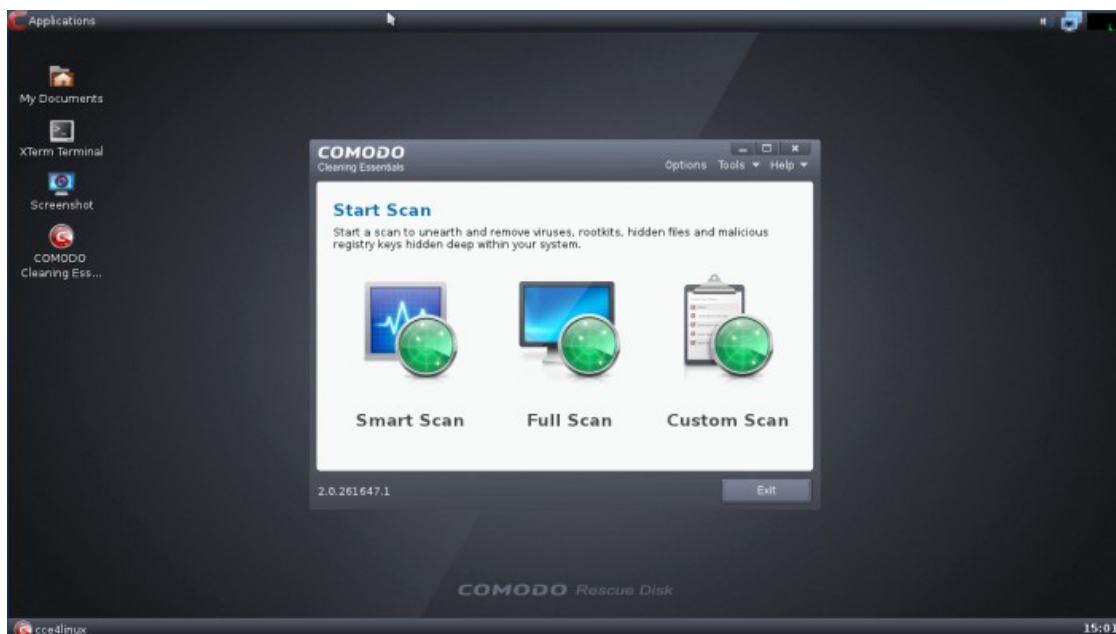 Applications
My Documents
XTerm Terminal
Screenshot
COMODO
Cleaning Ess...
COMODO
Cleaning Essentials
Options Tools Help
Start Scan
Start a scan to unearth and remove viruses, rootkits, hidden files and malicious
registry keys hidden deep within your system.
Smart Scan Full Scan Custom Scan
2.0.261647.1
Exit
COMODO Rescue Disk
cce4linux
15:01